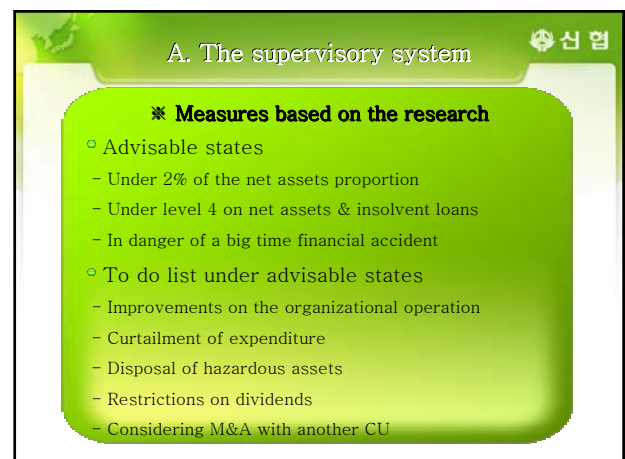 A. The supervisory system
신협
※ Measures based on the research
Advisable states
- Under 2% of the net assets proportion
- Under level 4 on net assets & insolvent loans
- In danger of a big time financial accident
To do list under advisable states
- Improvements on the organizational operation
- Curtailment of expenditure
- Disposal of hazardous assets
- Restrictions on dividends
- Considering M&A with another CU